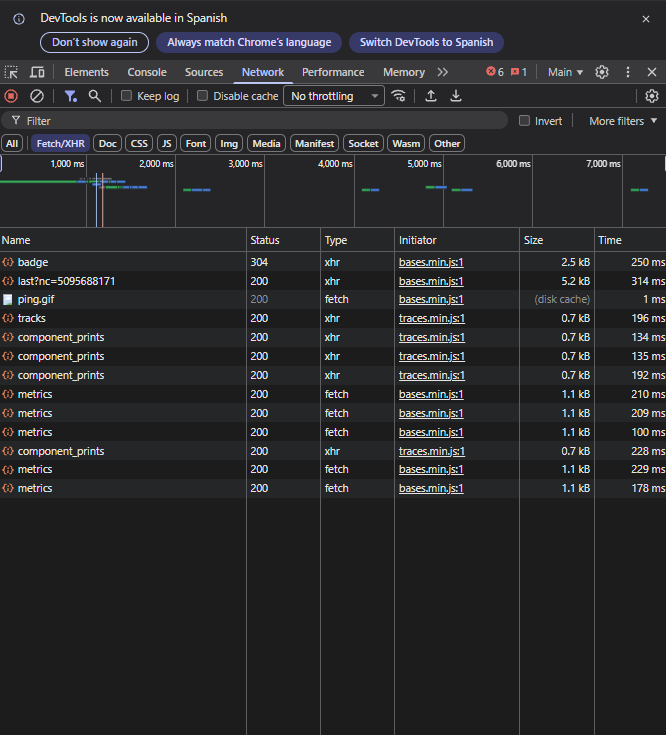 DevTools is now available in Spanish
Don't show again Always match Chrome's language Switch DevTools to Spanish
Elements Console Sources Network Performance Memory 6 1 Main
Keep log Disable cache No throttling
Filter Invert More filters
All Fetch/XHR Doc CSS JS Font Img Media Manifest Socket Wasm Other
1,000 ms 2,000 ms 3,000 ms 4,000 ms 5,000 ms 6,000 ms 7,000 ms
Name Status Type Initiator Size Time
badge 304 xhr bases.min.js:1 2.5 kB 250 ms
last?nc=5095688171 200 xhr bases.min.js:1 5.2 kB 314 ms
ping.gif 200 fetch bases.min.js:1 (disk cache) 1 ms
tracks 200 xhr traces.min.js:1 0.7 kB 196 ms
component_prints 200 xhr traces.min.js:1 0.7 kB 134 ms
component_prints 200 xhr traces.min.js:1 0.7 kB 135 ms
component_prints 200 xhr traces.min.js:1 0.7 kB 192 ms
metrics 200 fetch bases.min.js:1 1.1 kB 210 ms
metrics 200 fetch bases.min.js:1 1.1 kB 209 ms
metrics 200 fetch bases.min.js:1 1.1 kB 100 ms
component_prints 200 xhr traces.min.js:1 0.7 kB 228 ms
metrics 200 fetch bases.min.js:1 1.1 kB 229 ms
metrics 200 fetch bases.min.js:1 1.1 kB 178 ms